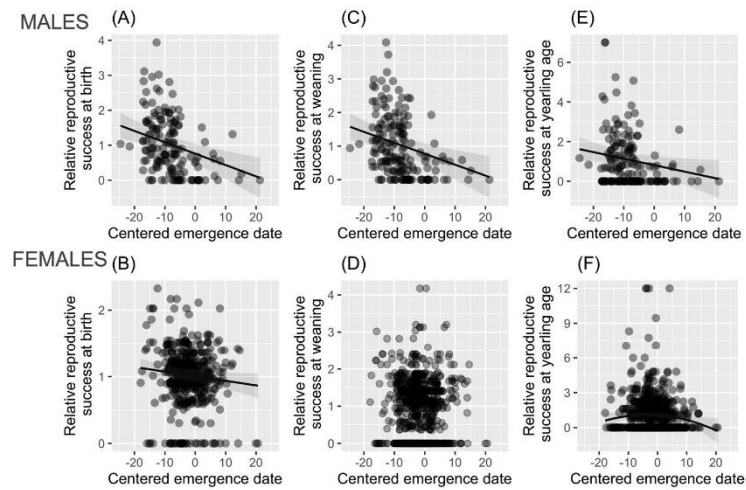 MALES
(A)
Relative reproductive
success at birth
4
3
2
1
0
-20 -10 0 10 20
Centered emergence date
(C)
Relative reproductive
success at weaning
4
3
2
1
0
-20 -10 0 10 20
Centered emergence date
(E)
Relative reproductive
success at yearling age
6
4
2
0
-20 -10 0 10 20
Centered emergence date
FEMALES
(B)
Relative reproductive
success at birth
2
1
0
-20 -10 0 10 20
Centered emergence date
(D)
Relative reproductive
success at weaning
4
3
2
1
0
-20 -10 0 10 20
Centered emergence date
(F)
Relative reproductive
success at yearling age
12
9
6
3
0
-20 -10 0 10 20
Centered emergence date